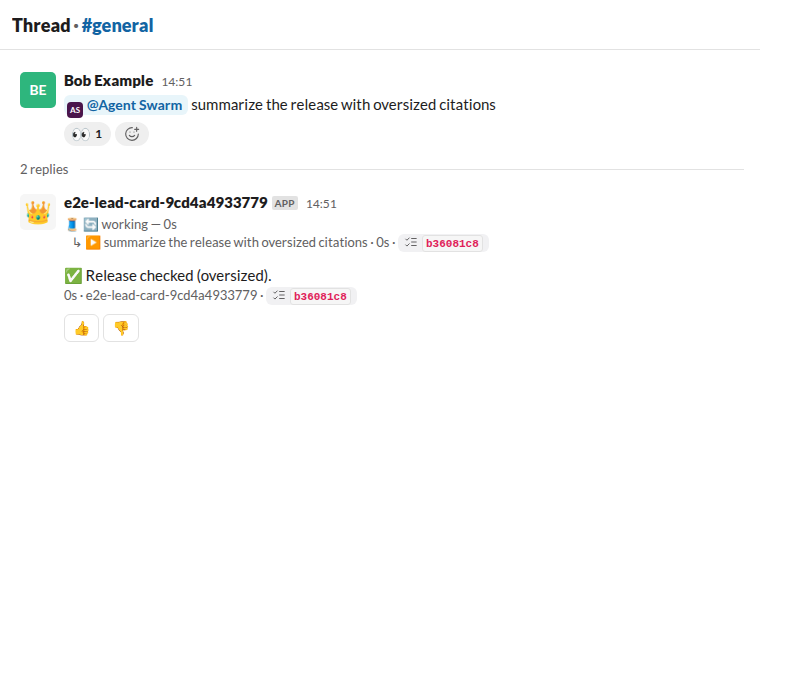 Thread • #general
BE
Bob Example 14:51
AS @Agent Swarm summarize the release with oversized citations
👀 1
2 replies
e2e-lead-card-9cd4a4933779 APP 14:51
🧵 🔄 working — 0s
↳ ▶️ summarize the release with oversized citations · 0s · b36081c8
✅ Release checked (oversized).
0s · e2e-lead-card-9cd4a4933779 · b36081c8
👍 👎